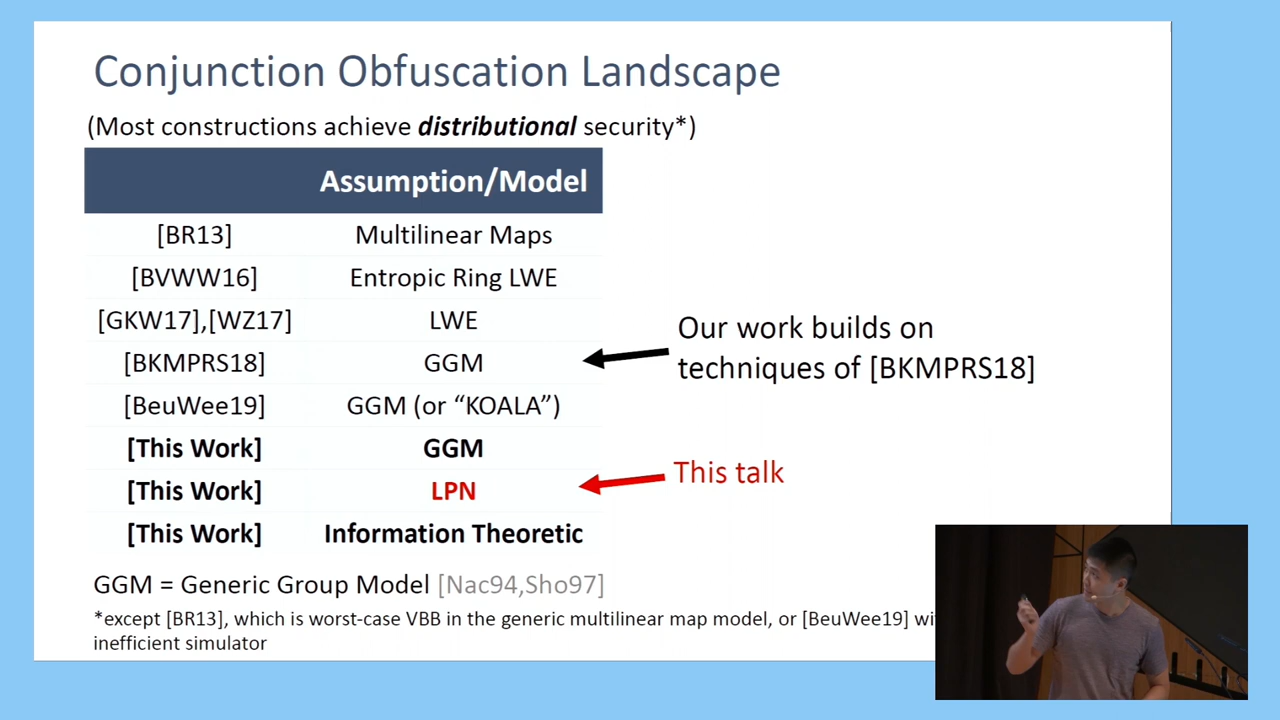 Conjunction Obfuscation Landscape
(Most constructions achieve distributional security*)
Assumption/Model
[BR13] Multilinear Maps
[BVWW16] Entropic Ring LWE
[GKW17],[WZ17] LWE
[BKMPRS18] GGM
[BeuWee19] GGM (or “KOALA”)
[This Work] GGM
[This Work] LPN
[This Work] Information Theoretic
Our work builds on
techniques of [BKMPRS18]
This talk
GGM = Generic Group Model [Nac94,Sho97]
*except [BR13], which is worst-case VBB in the generic multilinear map model, or [BeuWee19]
inefficient simulator